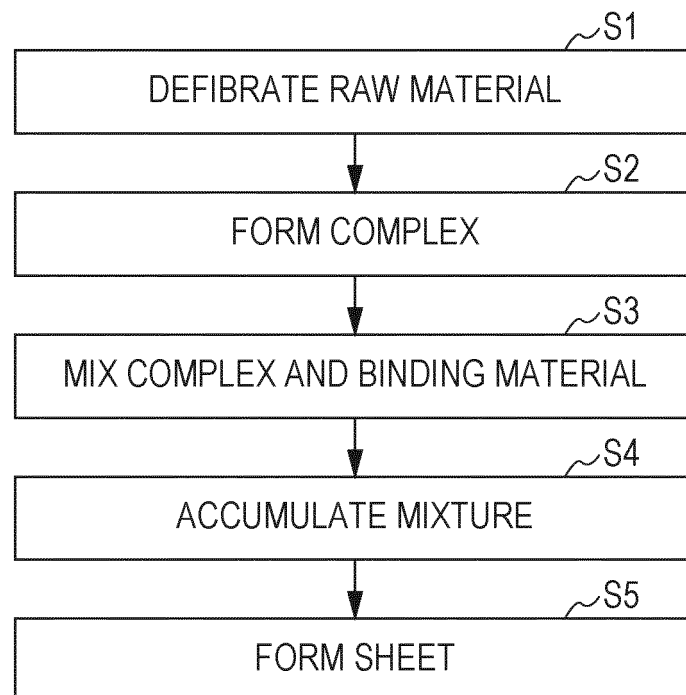 S1
DEFIBRATE RAW MATERIAL
S2
FORM COMPLEX
S3
MIX COMPLEX AND BINDING MATERIAL
S4
ACCUMULATE MIXTURE
S5
FORM SHEET